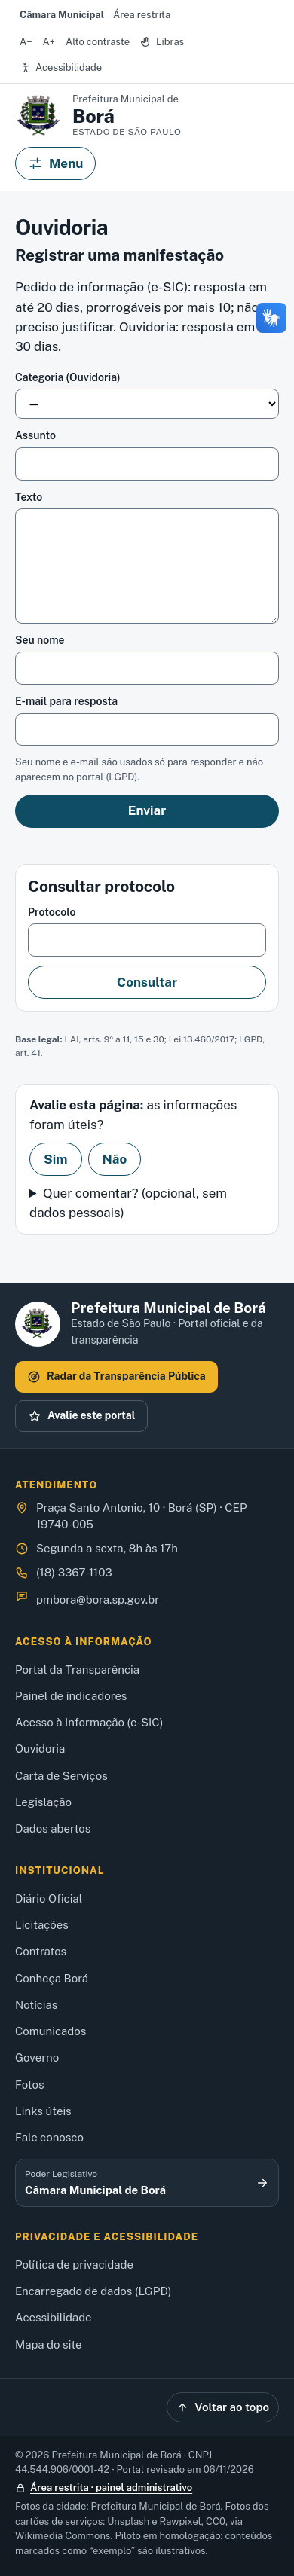 Câmara Municipal Área restrita
A− A+ Alto contraste Libras
Acessibilidade
Prefeitura Municipal de
Borá
ESTADO DE SÃO PAULO
Menu
Ouvidoria
Registrar uma manifestação
Pedido de informação (e-SIC): resposta em
até 20 dias, prorrogáveis por mais 10; não
preciso justificar. Ouvidoria: resposta em
30 dias.
Categoria (Ouvidoria)
—
Assunto
Texto
Seu nome
E-mail para resposta
Seu nome e e-mail são usados só para responder e não
aparecem no portal (LGPD).
Enviar
Consultar protocolo
Protocolo
Consultar
Base legal: LAI, arts. 9º a 11, 15 e 30; Lei 13.460/2017; LGPD,
art. 41.
Avalie esta página: as informações
foram úteis?
Sim Não
Quer comentar? (opcional, sem
dados pessoais)
Prefeitura Municipal de Borá
Estado de São Paulo · Portal oficial e da
transparência
Radar da Transparência Pública
Avalie este portal
ATENDIMENTO
Praça Santo Antonio, 10 · Borá (SP) · CEP
19740-005
Segunda a sexta, 8h às 17h
(18) 3367-1103
pmbora@bora.sp.gov.br
ACESSO À INFORMAÇÃO
Portal da Transparência
Painel de indicadores
Acesso à Informação (e-SIC)
Ouvidoria
Carta de Serviços
Legislação
Dados abertos
INSTITUCIONAL
Diário Oficial
Licitações
Contratos
Conheça Borá
Notícias
Comunicados
Governo
Fotos
Links úteis
Fale conosco
Poder Legislativo
Câmara Municipal de Borá
PRIVACIDADE E ACESSIBILIDADE
Política de privacidade
Encarregado de dados (LGPD)
Acessibilidade
Mapa do site
Voltar ao topo
© 2026 Prefeitura Municipal de Borá · CNPJ
44.544.906/0001-42 · Portal revisado em 06/11/2026
Área restrita · painel administrativo
Fotos da cidade: Prefeitura Municipal de Borá. Fotos dos
cartões de serviços: Unsplash e Rawpixel, CC0, via
Wikimedia Commons. Piloto em homologação: conteúdos
marcados como “exemplo” são ilustrativos.